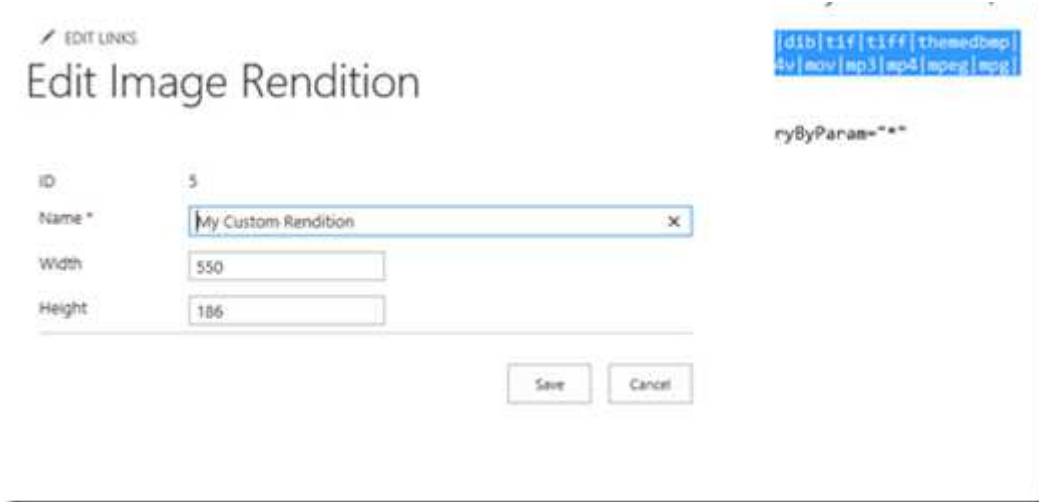 EDIT LINKS
Edit Image Rendition
ID 5
Name * My Custom Rendition ×
Width 550
Height 186
Save Cancel
|dib|tif|tiff|themedbmp|
4v|mov|mp3|mp4|mpeg|mpg|
ryByParam="*"